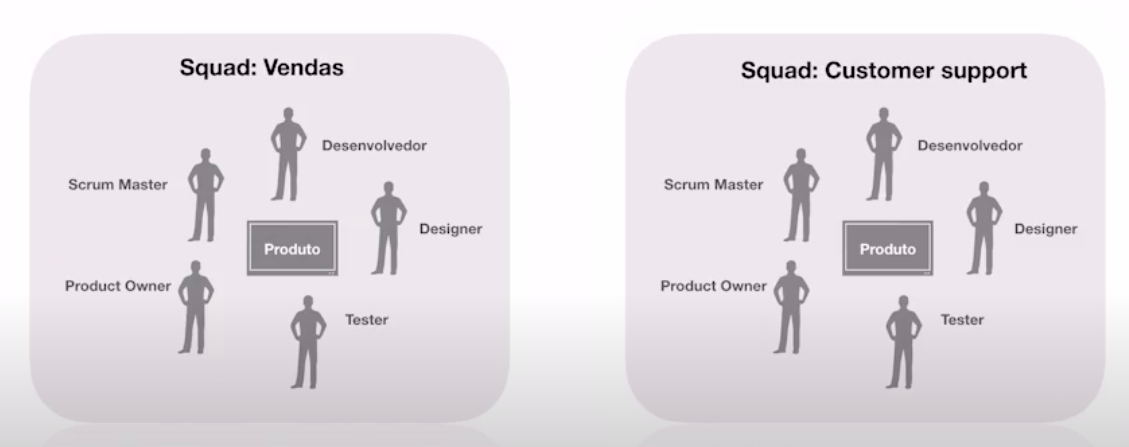 Squad: Vendas
Desenvolvedor
Scrum Master
Designer
Produto
Product Owner
Tester
Squad: Customer support
Desenvolvedor
Scrum Master
Designer
Produto
Product Owner
Tester